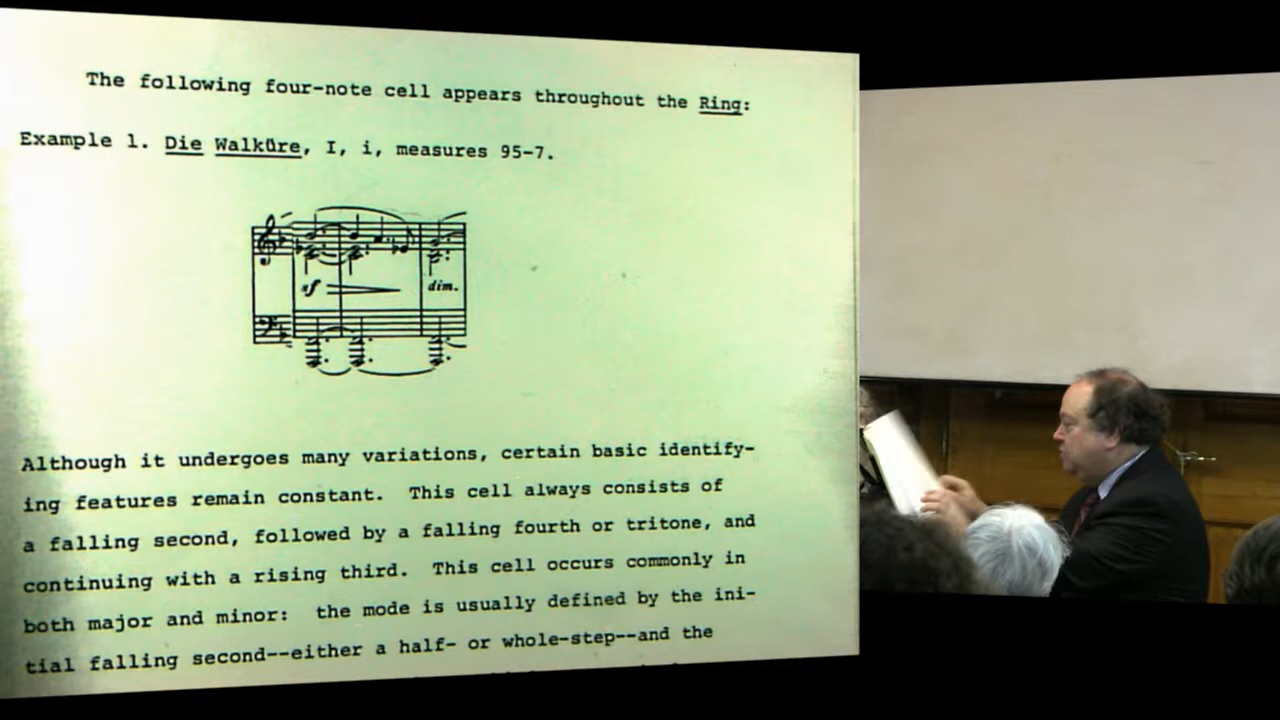 The following four-note cell appears throughout the Ring:
Example 1. Die Walküre, I, i, measures 95-7.
sf
dim.
Although it undergoes many variations, certain basic identify-
ing features remain constant. This cell always consists of
a falling second, followed by a falling fourth or tritone, and
continuing with a rising third. This cell occurs commonly in
both major and minor: the mode is usually defined by the ini-
tial falling second--either a half- or whole-step--and the